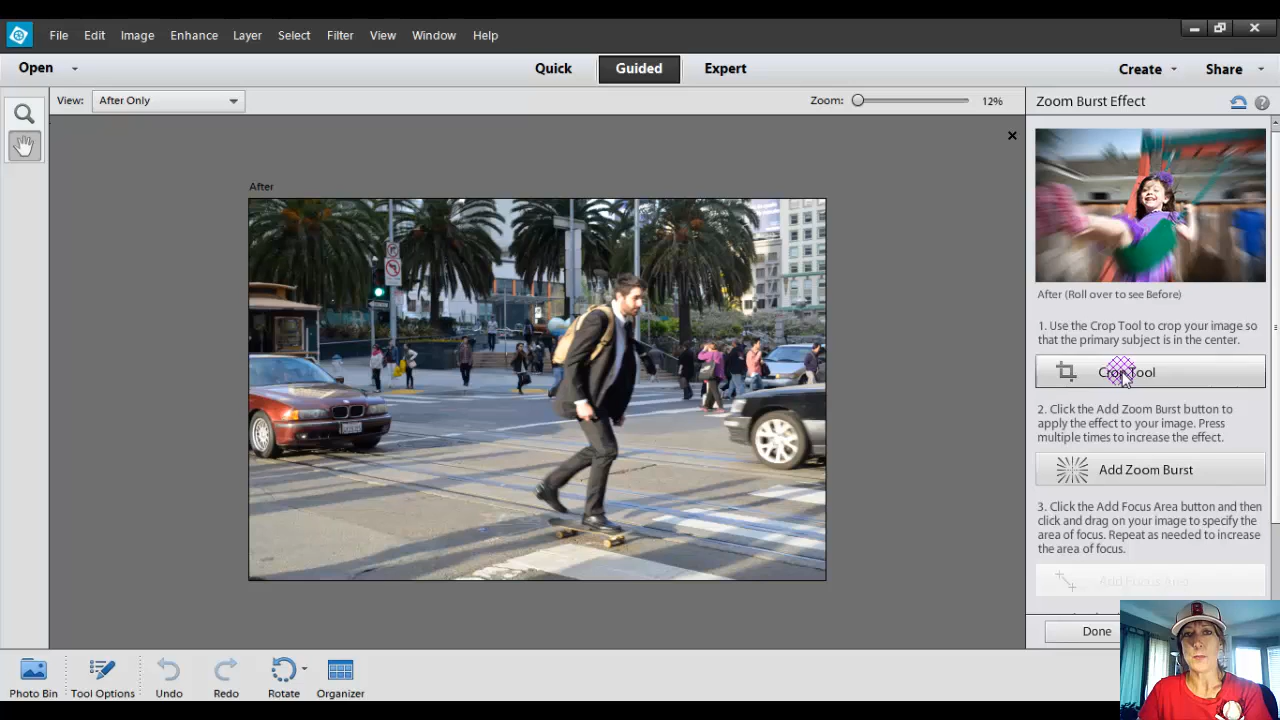 File Edit Image Enhance Layer Select Filter View Window Help
Open Quick Guided Expert Create Share
View: After Only Zoom: 12% Zoom Burst Effect
After
After (Roll over to see Before)
1. Use the Crop Tool to crop your image so
that the primary subject is in the center.
Crop Tool
2. Click the Add Zoom Burst button to
apply the effect to your image. Press
multiple times to increase the effect.
Add Zoom Burst
3. Click the Add Focus Area button and then
click and drag on your image to specify the
area of focus. Repeat as needed to increase
the area of focus.
Add Focus Area
Done
Photo Bin Tool Options Undo Redo Rotate Organizer